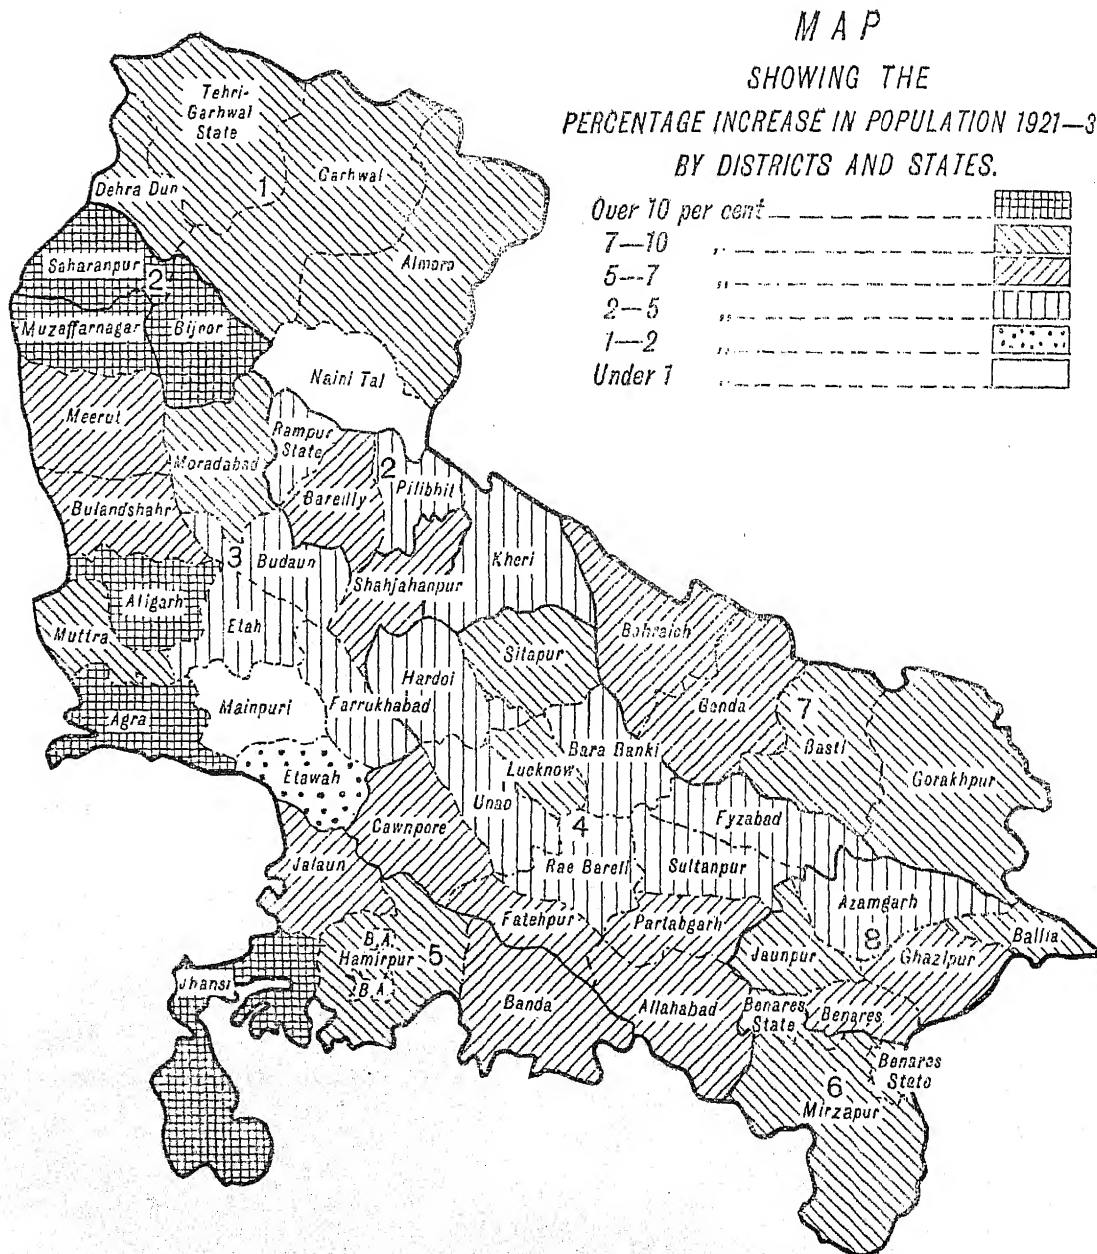 MAP
SHOWING THE
PERCENTAGE INCREASE IN POPULATION 1921—3
BY DISTRICTS AND STATES.
Over 10 per cent
7—10 „
5—7 „
2—5 „
1—2 „
Under 1 „
Tehri-
Garhwal
State
Dehra Dun
1
Garhwal
Almora
Saharanpur
2
Muzaffarnagar
Bijnor
Naini Tal
Meerut
Moradabad
Rampur
State
2
Pilibhit
Bareilly
Bulandshahr
3
Budaun
Kheri
Shahjahanpur
Aligarh
Etah
Muttra
Bahraich
Sitapur
Hardoi
Mainpuri
Farrukhabad
Agra
Gonda
7
Basti
Bara Banki
Lucknow
Gorakhpur
Etawah
Unao
Cawnpore
4
Fyzabad
Jalaun
Rae Bareli
Sultanpur
Azamgarh
Fatehpur
Partabgarh
8
Ballia
B.A.
Hamirpur
B.A.
5
Jaunpur
Ghazipur
Jhansi
Banda
Allahabad
Benares
State
Benares
Benares
State
6
Mirzapur